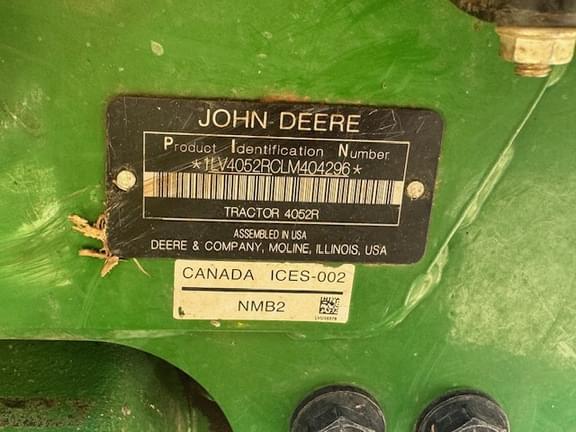 JOHN DEERE
Product Identification Number
*1LV4052RCLM404296*
TRACTOR 4052R
ASSEMBLED IN USA
DEERE & COMPANY, MOLINE, ILLINOIS, USA
CANADA ICES-002
NMB2